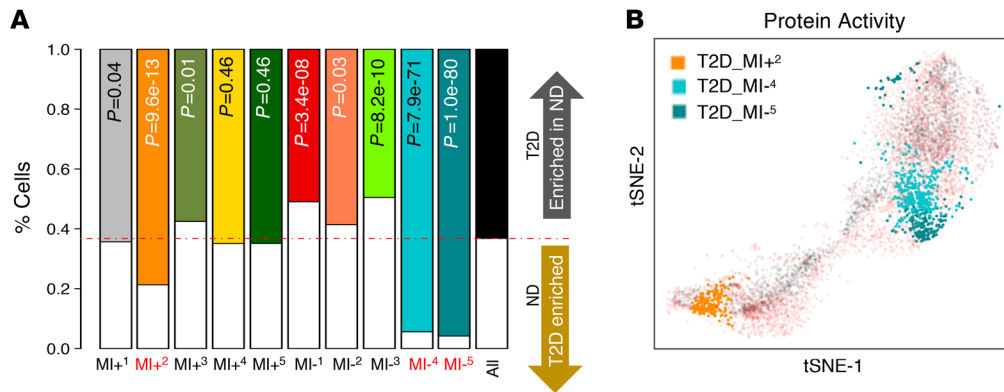 A
% Cells
1.0
0.8
0.6
0.4
0.2
0.0
P=0.04
P=9.6e-13
P=0.01
P=0.46
P=0.46
P=3.4e-08
P=0.03
P=8.2e-10
P=7.9e-71
P=1.0e-80
MI+¹
MI+²
MI+³
MI+⁴
MI+⁵
MI-¹
MI-²
MI-³
MI-⁴
MI-⁵
All
T2D
Enriched in ND
ND
T2D enriched
B
Protein Activity
T2D_MI+²
T2D_MI-⁴
T2D_MI-⁵
tSNE-2
tSNE-1